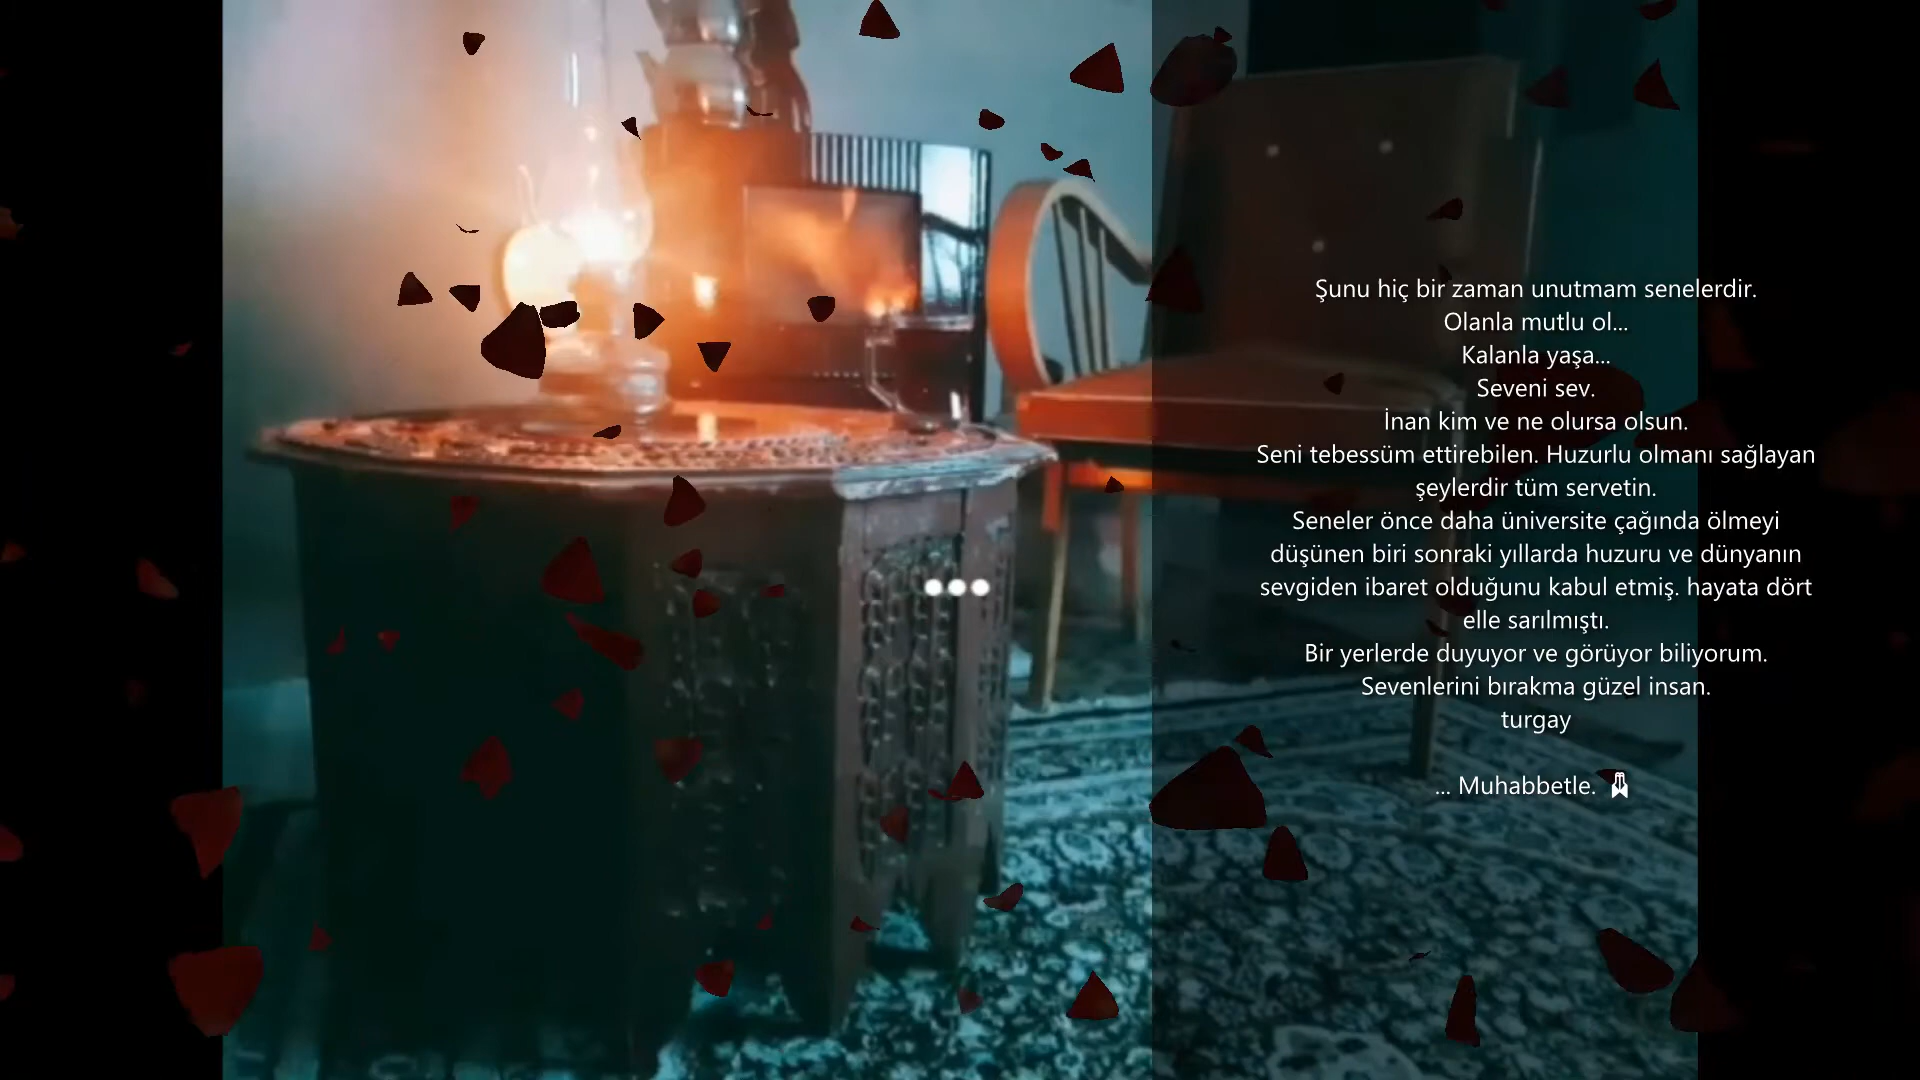 Şunu hiç bir zaman unutmam senelerdir.
Olanla mutlu ol...
Kalanla yaşa...
Seveni sev.
İnan kim ve ne olursa olsun.
Seni tebessüm ettirebilen. Huzurlu olmanı sağlayan
şeylerdir tüm servetin.
Seneler önce daha üniversite çağında ölmeyi
düşünen biri sonraki yıllarda huzuru ve dünyanın
sevgiden ibaret olduğunu kabul etmiş. hayata dört
elle sarılmıştı.
Bir yerlerde duyuyor ve görüyor biliyorum.
Sevenlerini bırakma güzel insan.
turgay
... Muhabbetle.